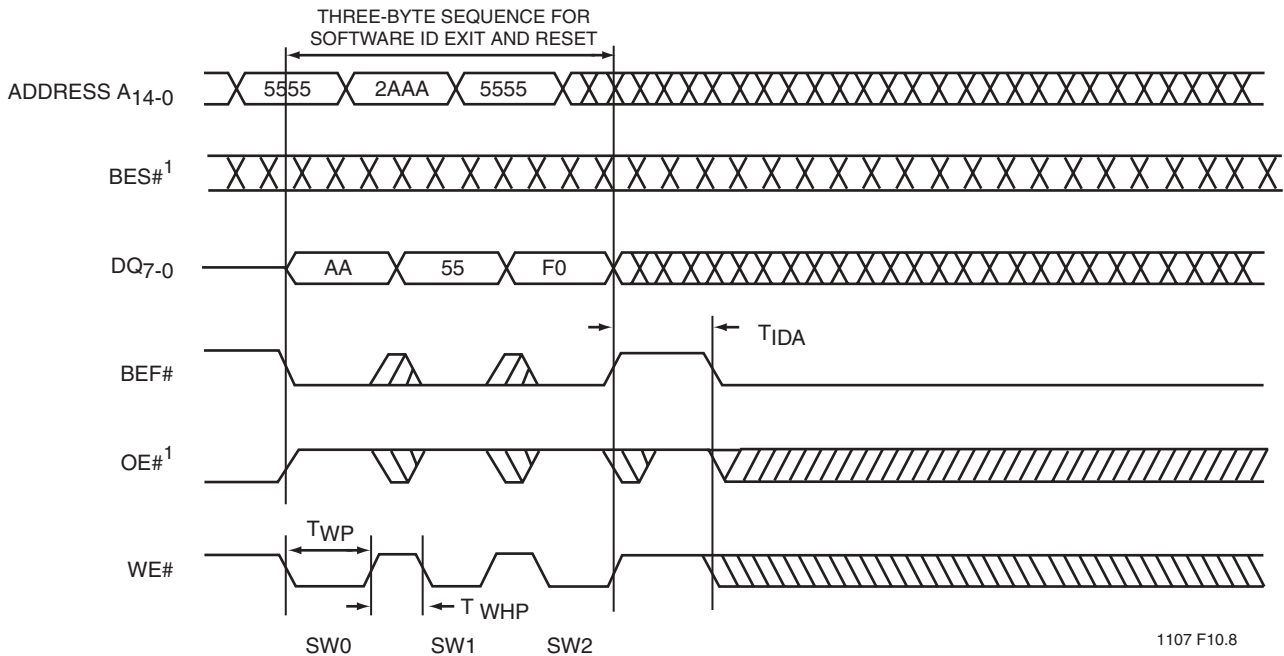 THREE-BYTE SEQUENCE FOR
SOFTWARE ID EXIT AND RESET
ADDRESS A14-0 5555 2AAA 5555
BES#1
DQ7-0 AA 55 F0
TIDA
BEF#
OE#1
TWP
WE#
T WHP
SW0 SW1 SW2
1107 F10.8